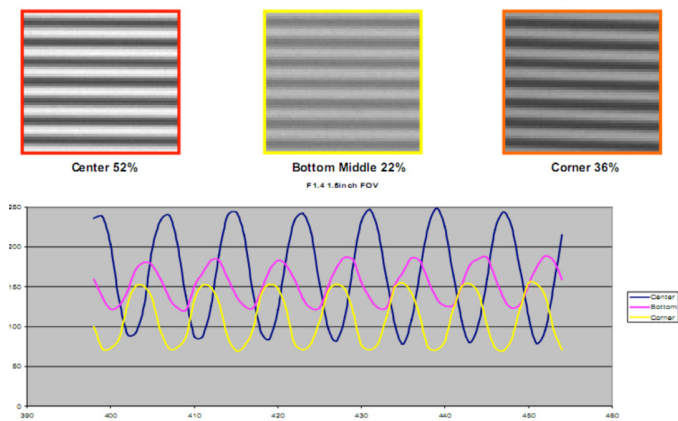 Center 52%
Bottom Middle 22%
Corner 36%
F1.4 1.5inch FOV
250
200
150
100
50
0
390
400
410
420
430
440
450
460
Center
Bottom
Corner